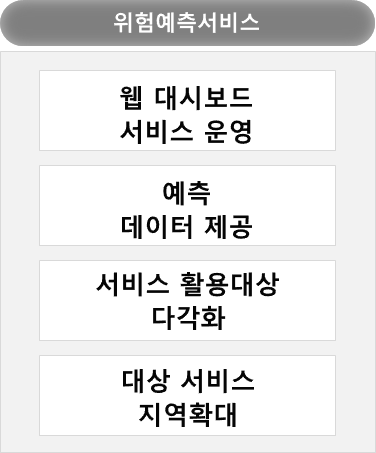 위험예측서비스
웹 대시보드
서비스 운영
예측
데이터 제공
서비스 활용대상
다각화
대상 서비스
지역확대